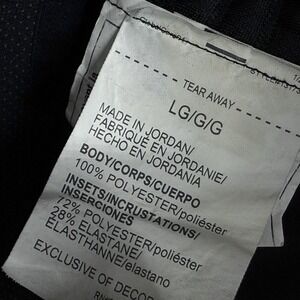 TEAR AWAY
LG/G/G
MADE IN JORDAN/
FABRIQUÉ EN JORDANIE/
HECHO EN JORDANIA
BODY/CORPS/CUERPO
100% POLYESTER/poliéster
INSETS/INCRUSTATIONS/
INSERCIONES
72% POLYESTER/poliéster
28% ELASTANE/
ELASTHANNE/elastano
EXCLUSIVE OF DECOR